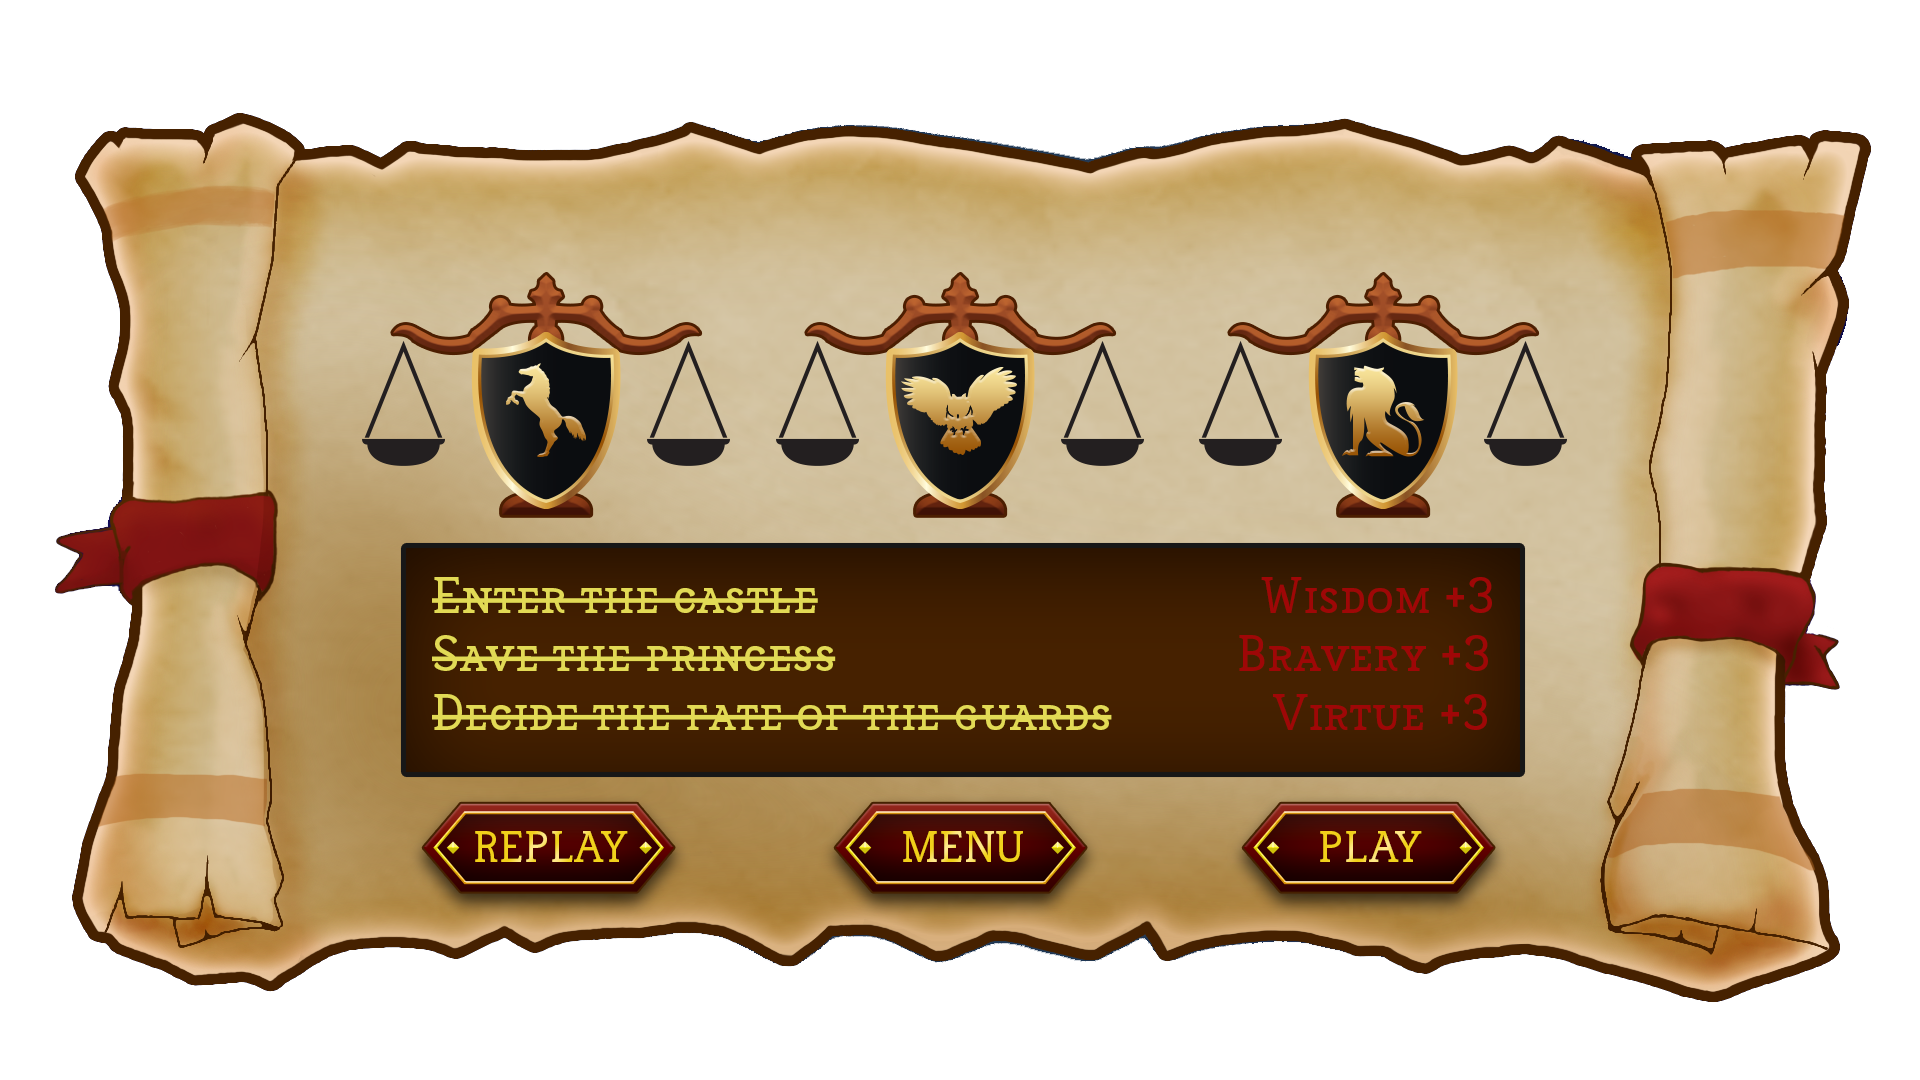 Enter the castle Wisdom +3
Save the princess Bravery +3
Decide the fate of the guards Virtue +3
REPLAY MENU PLAY